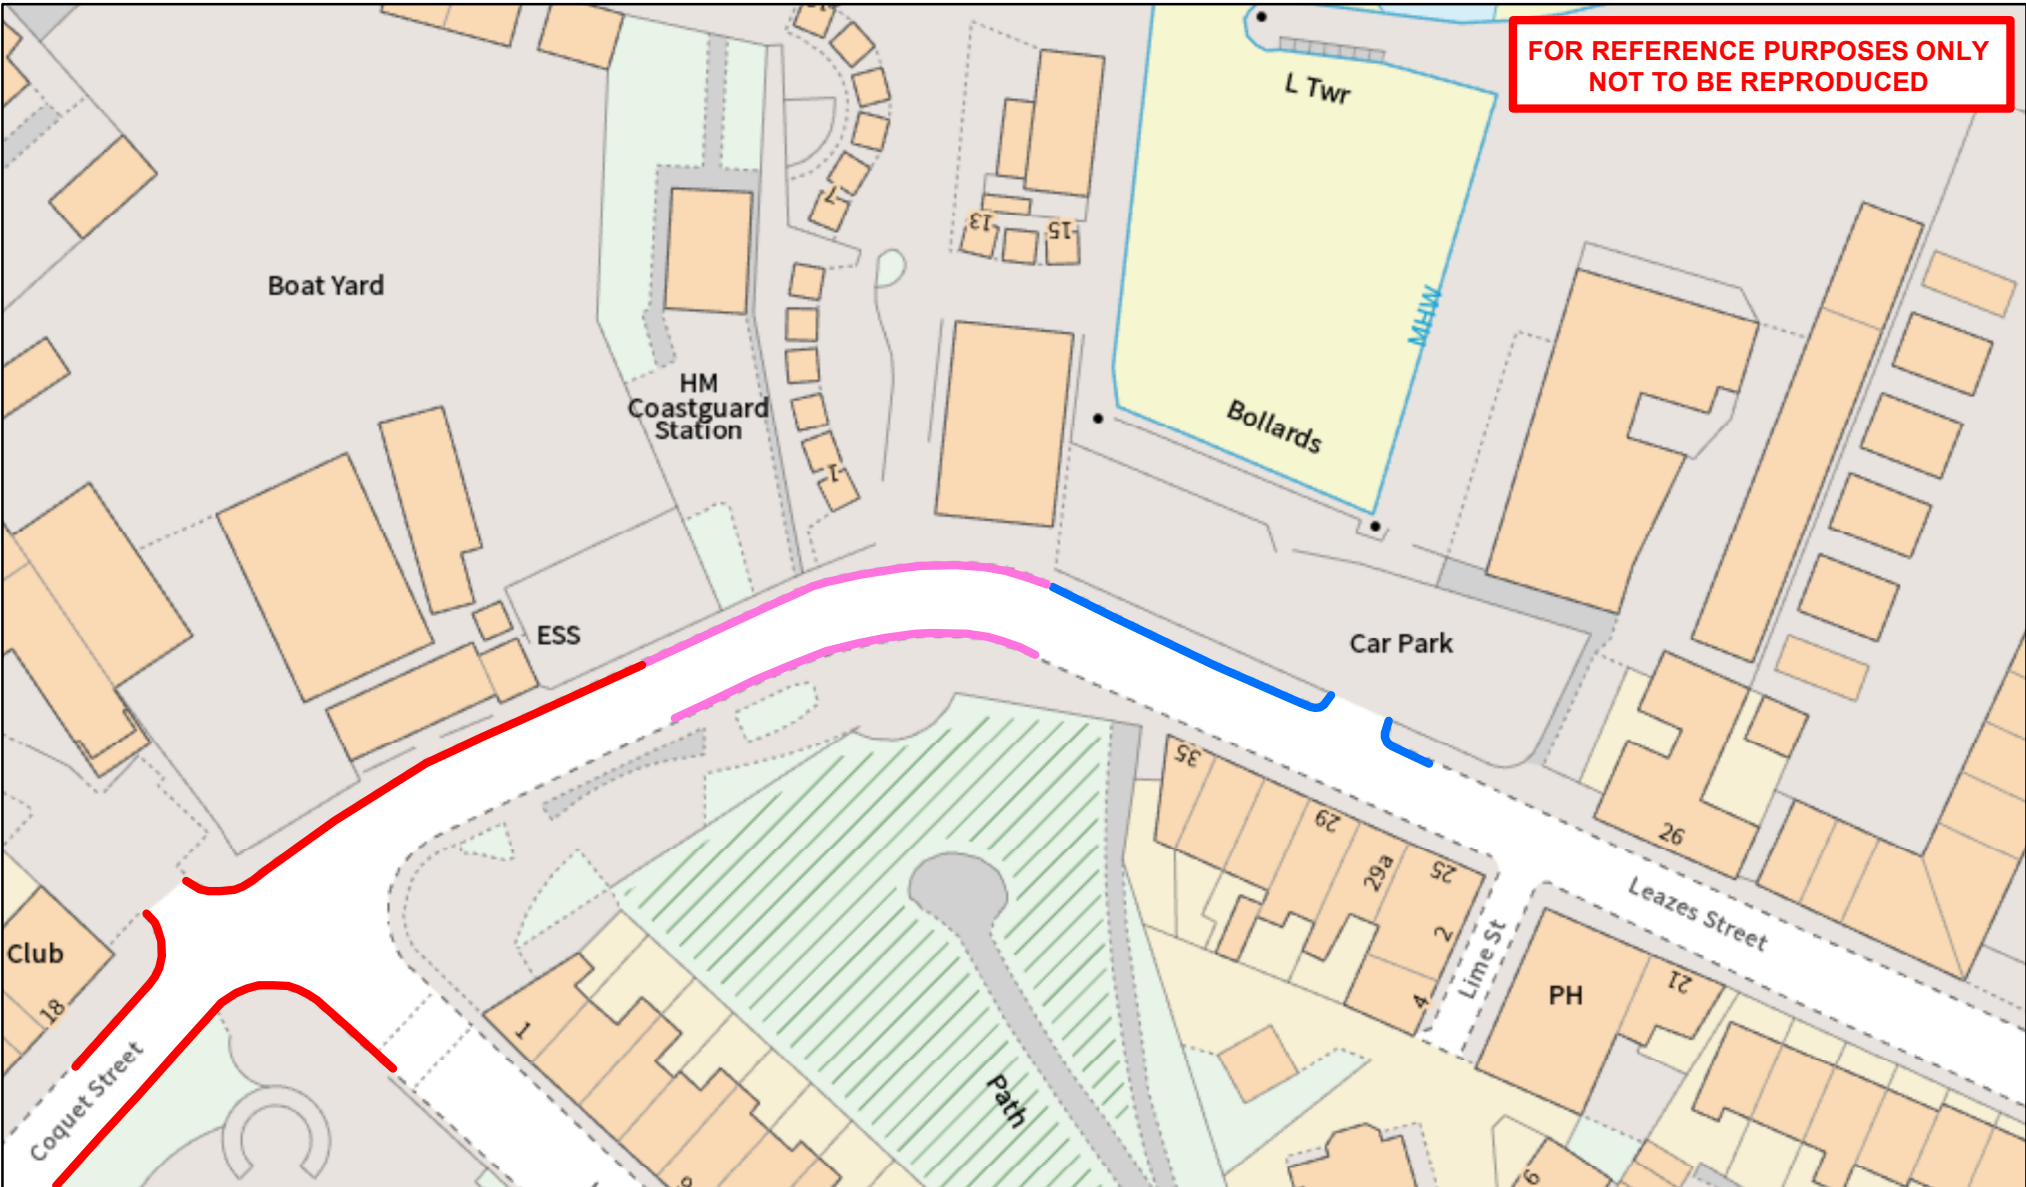 FOR REFERENCE PURPOSES ONLY
NOT TO BE REPRODUCED
L Twr
7
13
15
Boat Yard
MHW
HM
Coastguard
Station
Bollards
1
ESS
Car Park
35
29
29a
25
26
2
Leazes Street
Lime St
4
PH
21
Club
18
1
Coquet Street
Path
6